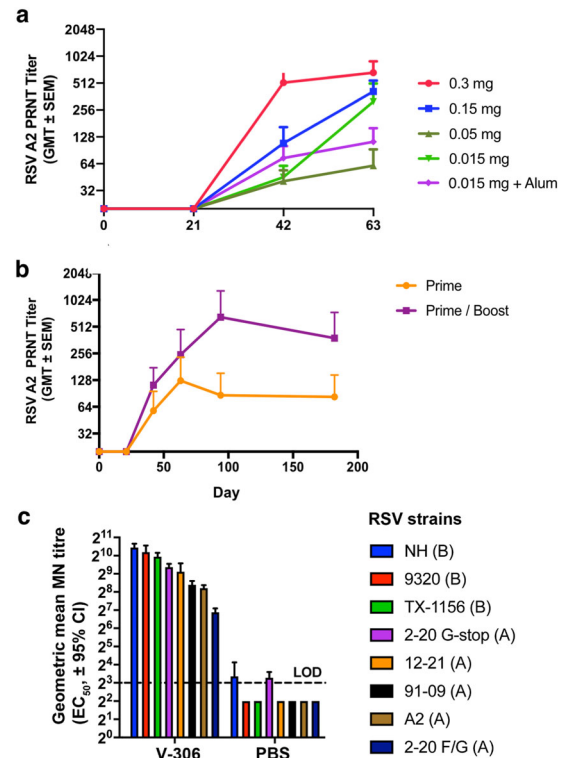 a
RSV A2 PRNT Titer
(GMT ± SEM)
2048
1024
512
256
128
64
32
0
21
42
63
0.3 mg
0.15 mg
0.05 mg
0.015 mg
0.015 mg + Alum
b
RSV A2 PRNT Titer
(GMT ± SEM)
2048
1024
512
256
128
64
32
0
50
100
150
200
Day
Prime
Prime / Boost
c
Geometric mean MN titre
(EC50, ± 95% CI)
2^11
2^10
2^9
2^8
2^7
2^6
2^5
2^4
2^3
2^2
2^1
2^0
LOD
V-306
PBS
RSV strains
NH (B)
9320 (B)
TX-1156 (B)
2-20 G-stop (A)
12-21 (A)
91-09 (A)
A2 (A)
2-20 F/G (A)